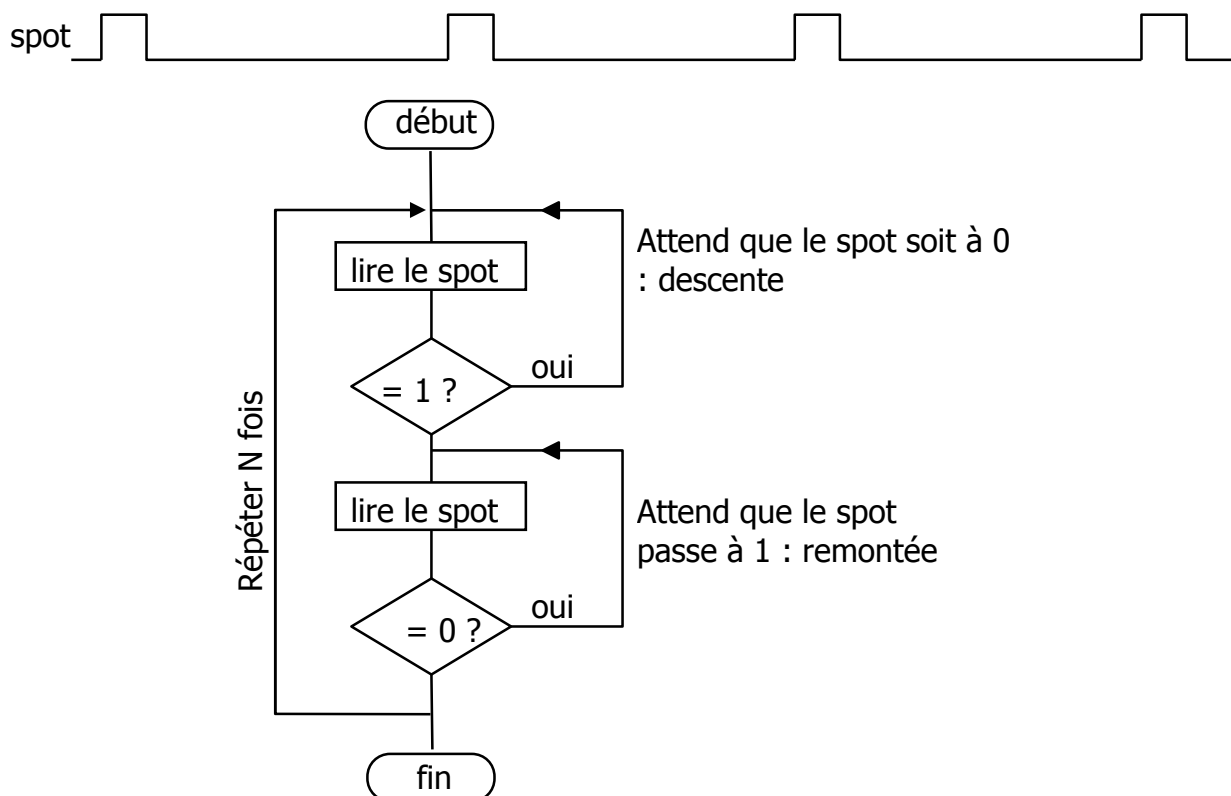 spot
début
Attend que le spot soit à 0
: descente
lire le spot
oui
= 1 ?
Répéter N fois
lire le spot
Attend que le spot
passe à 1 : remontée
oui
= 0 ?
fin